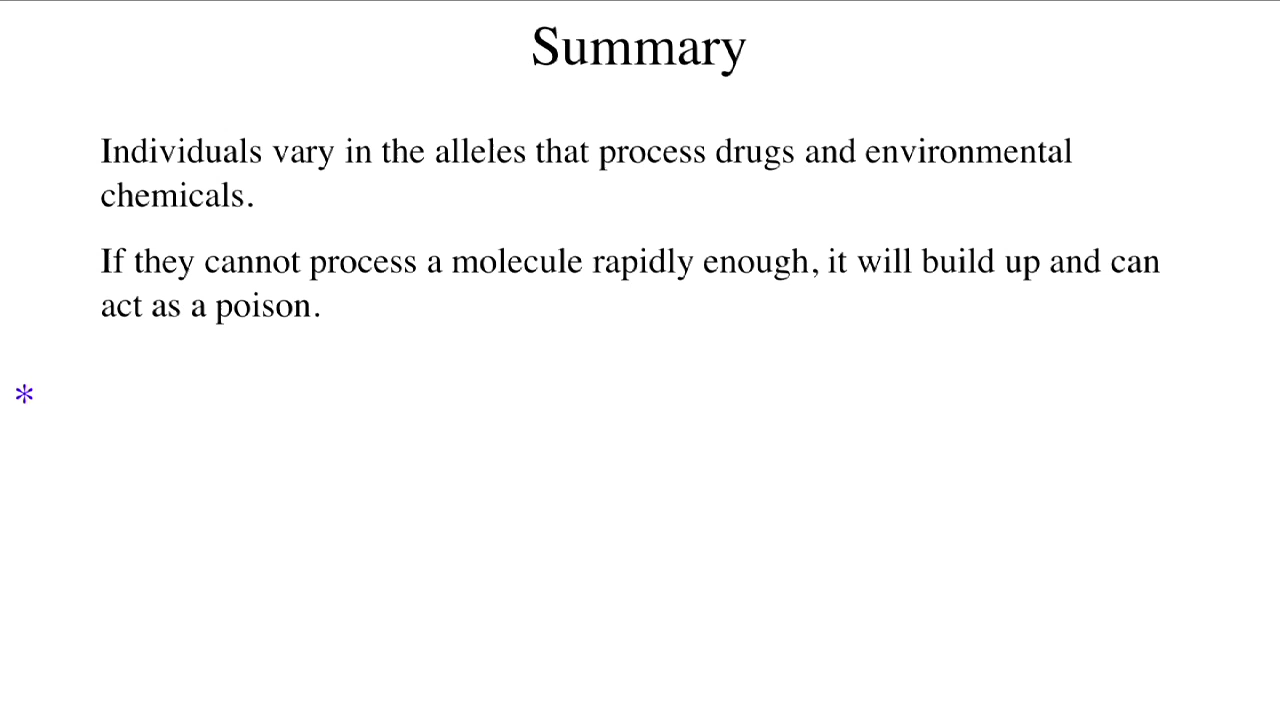 Summary
Individuals vary in the alleles that process drugs and environmental
chemicals.
If they cannot process a molecule rapidly enough, it will build up and can
act as a poison.
*